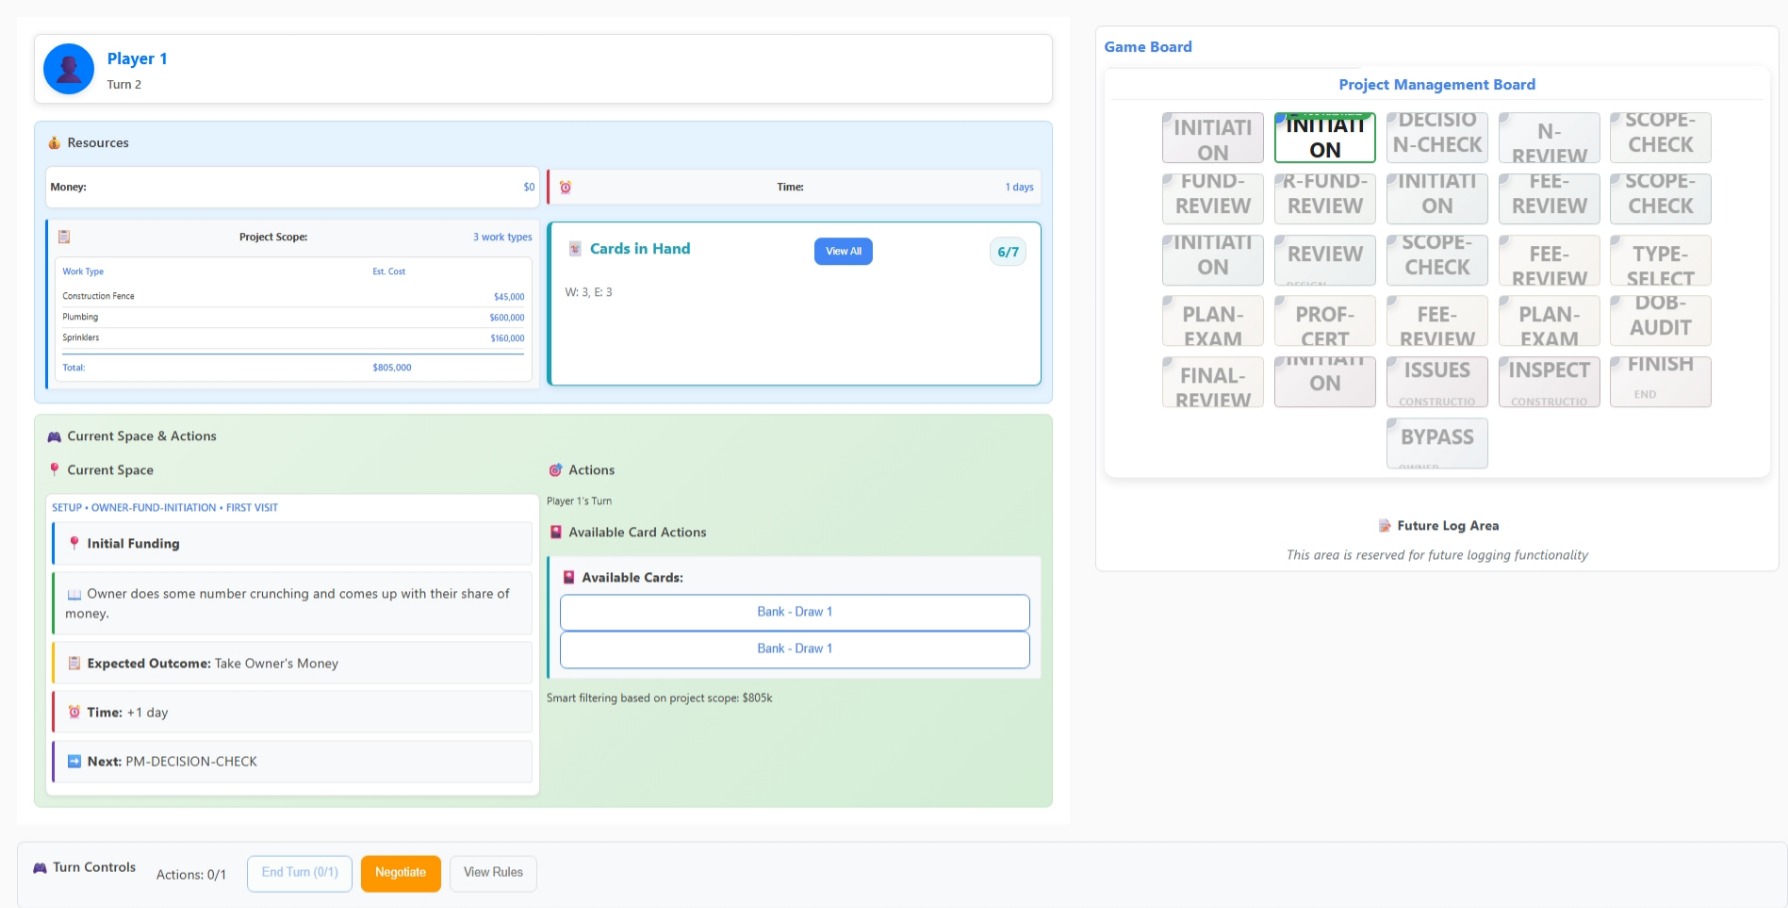 Player 1
Turn 2
Resources
Money: $0
Time: 1 days
Project Scope: 3 work types
Work Type Est. Cost
Construction Fence $45,000
Plumbing $600,000
Sprinklers $160,000
Total: $805,000
Cards in Hand View All 6/7
W: 3, E: 3
Current Space & Actions
Current Space
SETUP • OWNER-FUND-INITIATION • FIRST VISIT
Initial Funding
Owner does some number crunching and comes up with their share of
money.
Expected Outcome: Take Owner's Money
Time: +1 day
Next: PM-DECISION-CHECK
Actions
Player 1's Turn
Available Card Actions
Available Cards:
Bank - Draw 1
Bank - Draw 1
Smart filtering based on project scope: $805k
Turn Controls Actions: 0/1 End Turn (0/1) Negotiate View Rules
Game Board
Project Management Board
INITIATI
ON
INITIATI
ON
DECISIO
N-CHECK
N-
REVIEW
SCOPE-
CHECK
FUND-
REVIEW
R-FUND-
REVIEW
INITIATI
ON
FEE-
REVIEW
SCOPE-
CHECK
INITIATI
ON
REVIEW
SCOPE-
CHECK
FEE-
REVIEW
TYPE-
SELECT
PLAN-
EXAM
PROF-
CERT
FEE-
REVIEW
PLAN-
EXAM
DOB-
AUDIT
FINAL-
REVIEW
INITIATI
ON
ISSUES
CONSTRUCTIO
INSPECT
CONSTRUCTIO
FINISH
END
BYPASS
Future Log Area
This area is reserved for future logging functionality